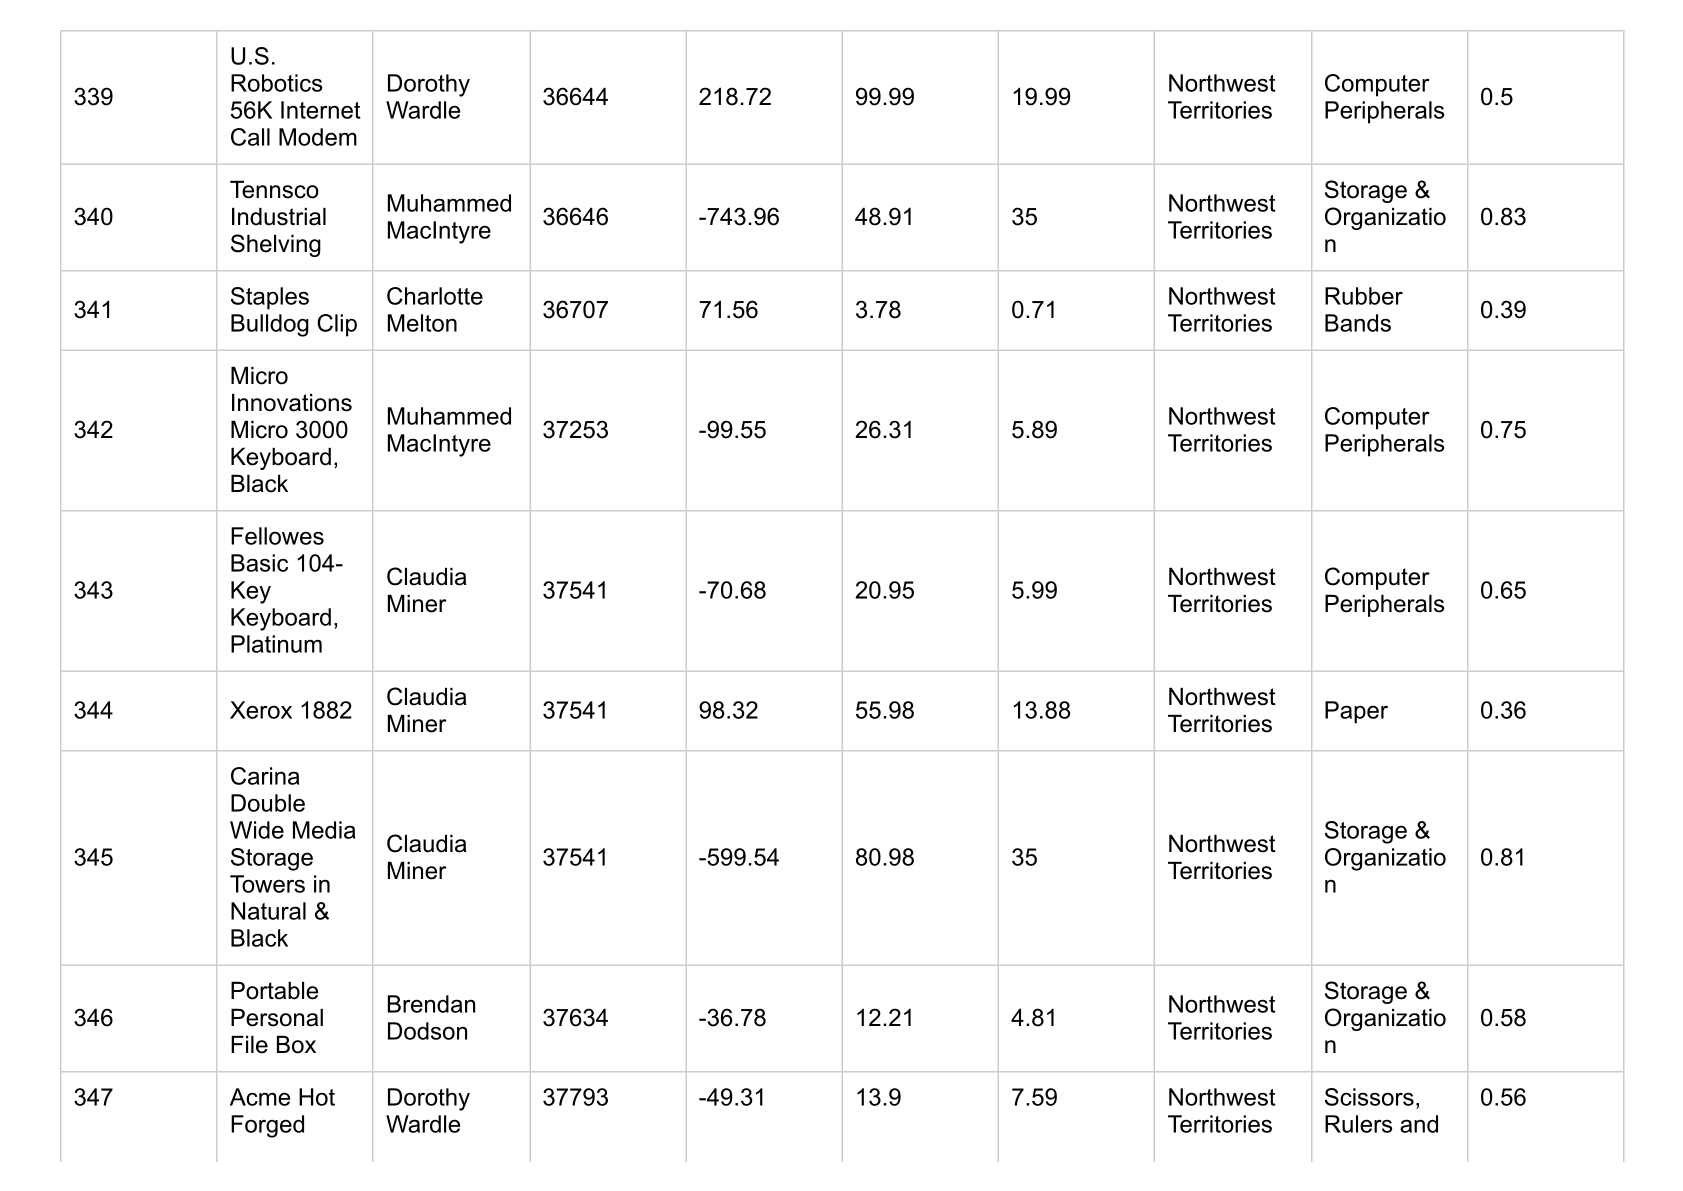 339
U.S.
Robotics
56K Internet
Call Modem
Dorothy
Wardle
36644
218.72
99.99
19.99
Northwest
Territories
Computer
Peripherals
0.5
340
Tennsco
Industrial
Shelving
Muhammed
MacIntyre
36646
-743.96
48.91
35
Northwest
Territories
Storage &
Organizatio
n
0.83
341
Staples
Bulldog Clip
Charlotte
Melton
36707
71.56
3.78
0.71
Northwest
Territories
Rubber
Bands
0.39
342
Micro
Innovations
Micro 3000
Keyboard,
Black
Muhammed
MacIntyre
37253
-99.55
26.31
5.89
Northwest
Territories
Computer
Peripherals
0.75
343
Fellowes
Basic 104-
Key
Keyboard,
Platinum
Claudia
Miner
37541
-70.68
20.95
5.99
Northwest
Territories
Computer
Peripherals
0.65
344
Xerox 1882
Claudia
Miner
37541
98.32
55.98
13.88
Northwest
Territories
Paper
0.36
345
Carina
Double
Wide Media
Storage
Towers in
Natural &
Black
Claudia
Miner
37541
-599.54
80.98
35
Northwest
Territories
Storage &
Organizatio
n
0.81
346
Portable
Personal
File Box
Brendan
Dodson
37634
-36.78
12.21
4.81
Northwest
Territories
Storage &
Organizatio
n
0.58
347
Acme Hot
Forged
Dorothy
Wardle
37793
-49.31
13.9
7.59
Northwest
Territories
Scissors,
Rulers and
0.56